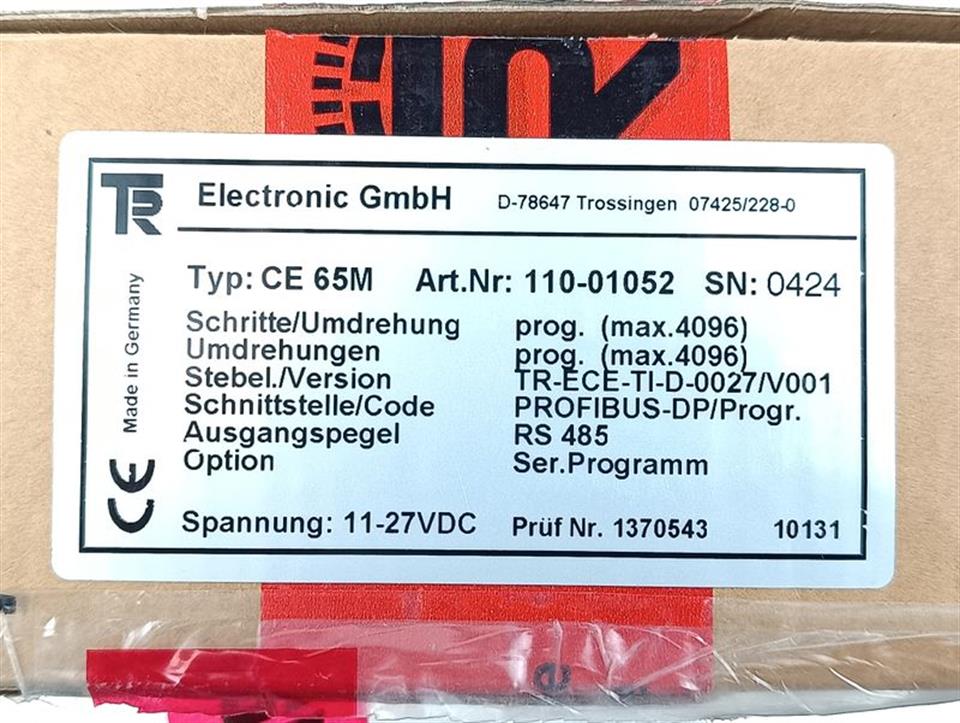 TR Electronic GmbH D-78647 Trossingen 07425/228-0
Typ: CE 65M Art.Nr: 110-01052 SN: 0424
Schritte/Umdrehung prog. (max.4096)
Umdrehungen prog. (max.4096)
Stebel./Version TR-ECE-TI-D-0027/V001
Schnittstelle/Code PROFIBUS-DP/Progr.
Ausgangspegel RS 485
Option Ser.Programm
Spannung: 11-27VDC Prüf Nr. 1370543 10131
Made in Germany
CE